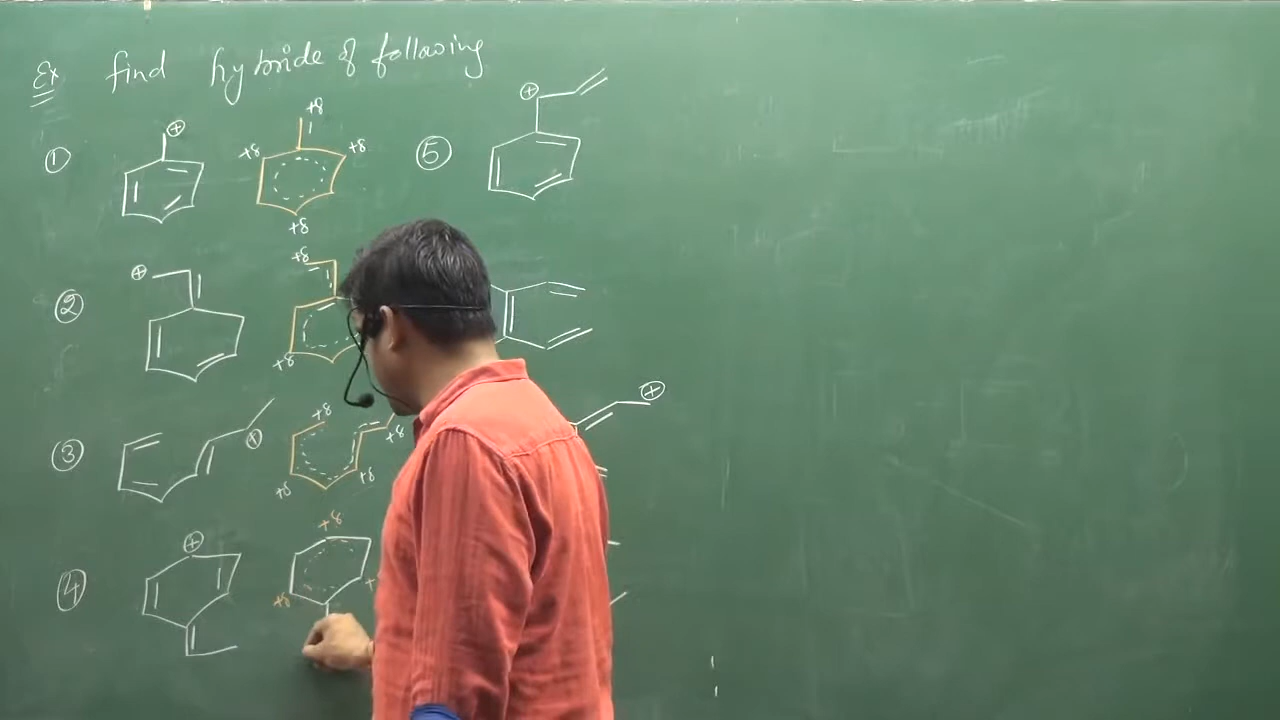 Ex find hybride of following
① ⊕ +δ +δ +δ +δ
⑤ ⊕
② ⊕ +δ +δ
③ ⊕ +δ +δ +δ +δ
⊕
④ ⊕ +δ +δ +